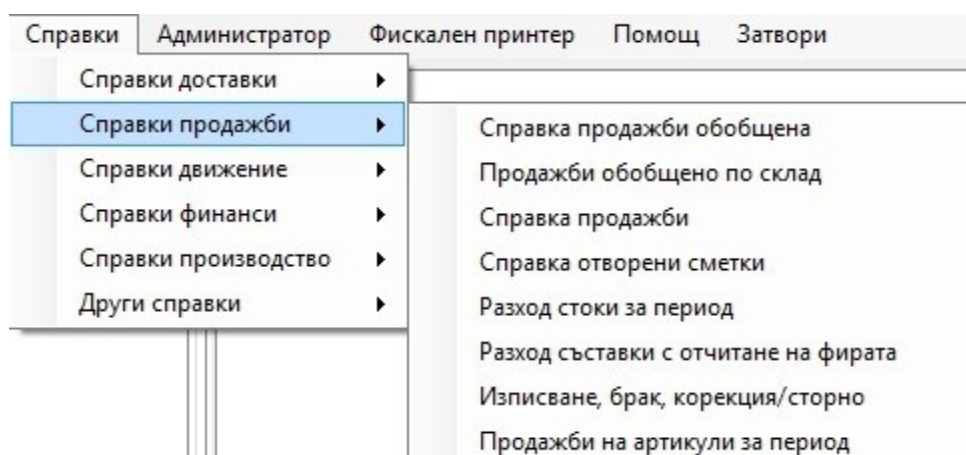 Справки Администратор Фискален принтер Помощ Затвори
Справки доставки
Справки продажби
Справки движение
Справки финанси
Справки производство
Други справки
Справка продажби обобщена
Продажби обобщено по склад
Справка продажби
Справка отворени сметки
Разход стоки за период
Разход съставки с отчитане на фирата
Изписване, брак, корекция/сторно
Продажби на артикули за период